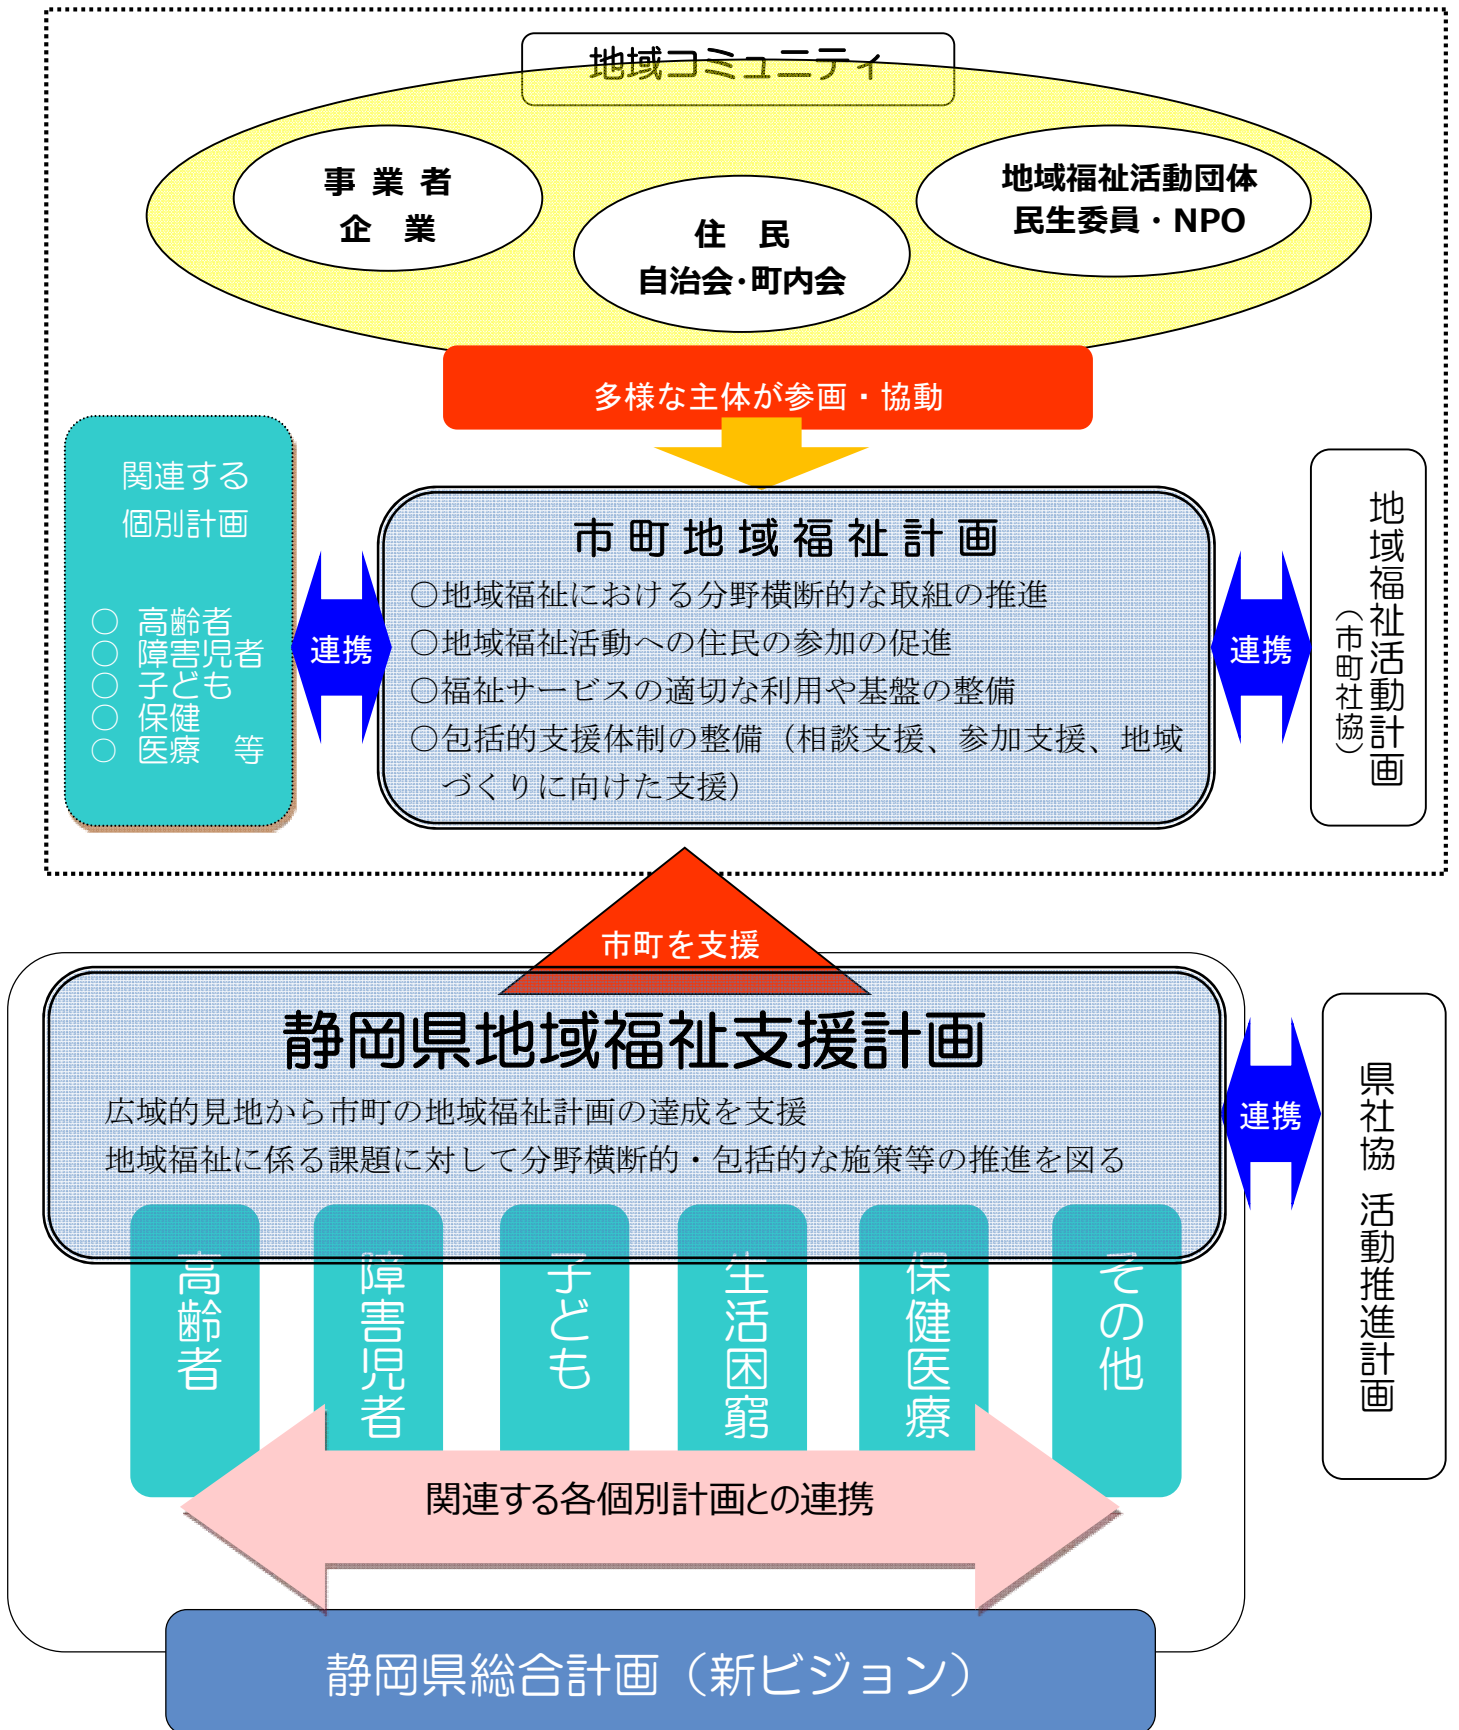 地域コミュニティ
事 業 者
企　業
住　民
自治会･町内会
地域福祉活動団体
民生委員・NPO
多様な主体が参画・協動
関連する
個別計画
○ 高齢者
○ 障害児者
○ 子ども
○ 保健
○ 医療　等
連携
市町地域福祉計画
○地域福祉における分野横断的な取組の推進
○地域福祉活動への住民の参加の促進
○福祉サービスの適切な利用や基盤の整備
○包括的支援体制の整備（相談支援、参加支援、地域
づくりに向けた支援）
連携
地域福祉活動計画
（市町社協）
市町を支援
静岡県地域福祉支援計画
広域的見地から市町の地域福祉計画の達成を支援
地域福祉に係る課題に対して分野横断的・包括的な施策等の推進を図る
連携
県社協 活動推進計画
高齢者
障害児者
子ども
生活困窮
保健医療
その他
関連する各個別計画との連携
静岡県総合計画（新ビジョン）